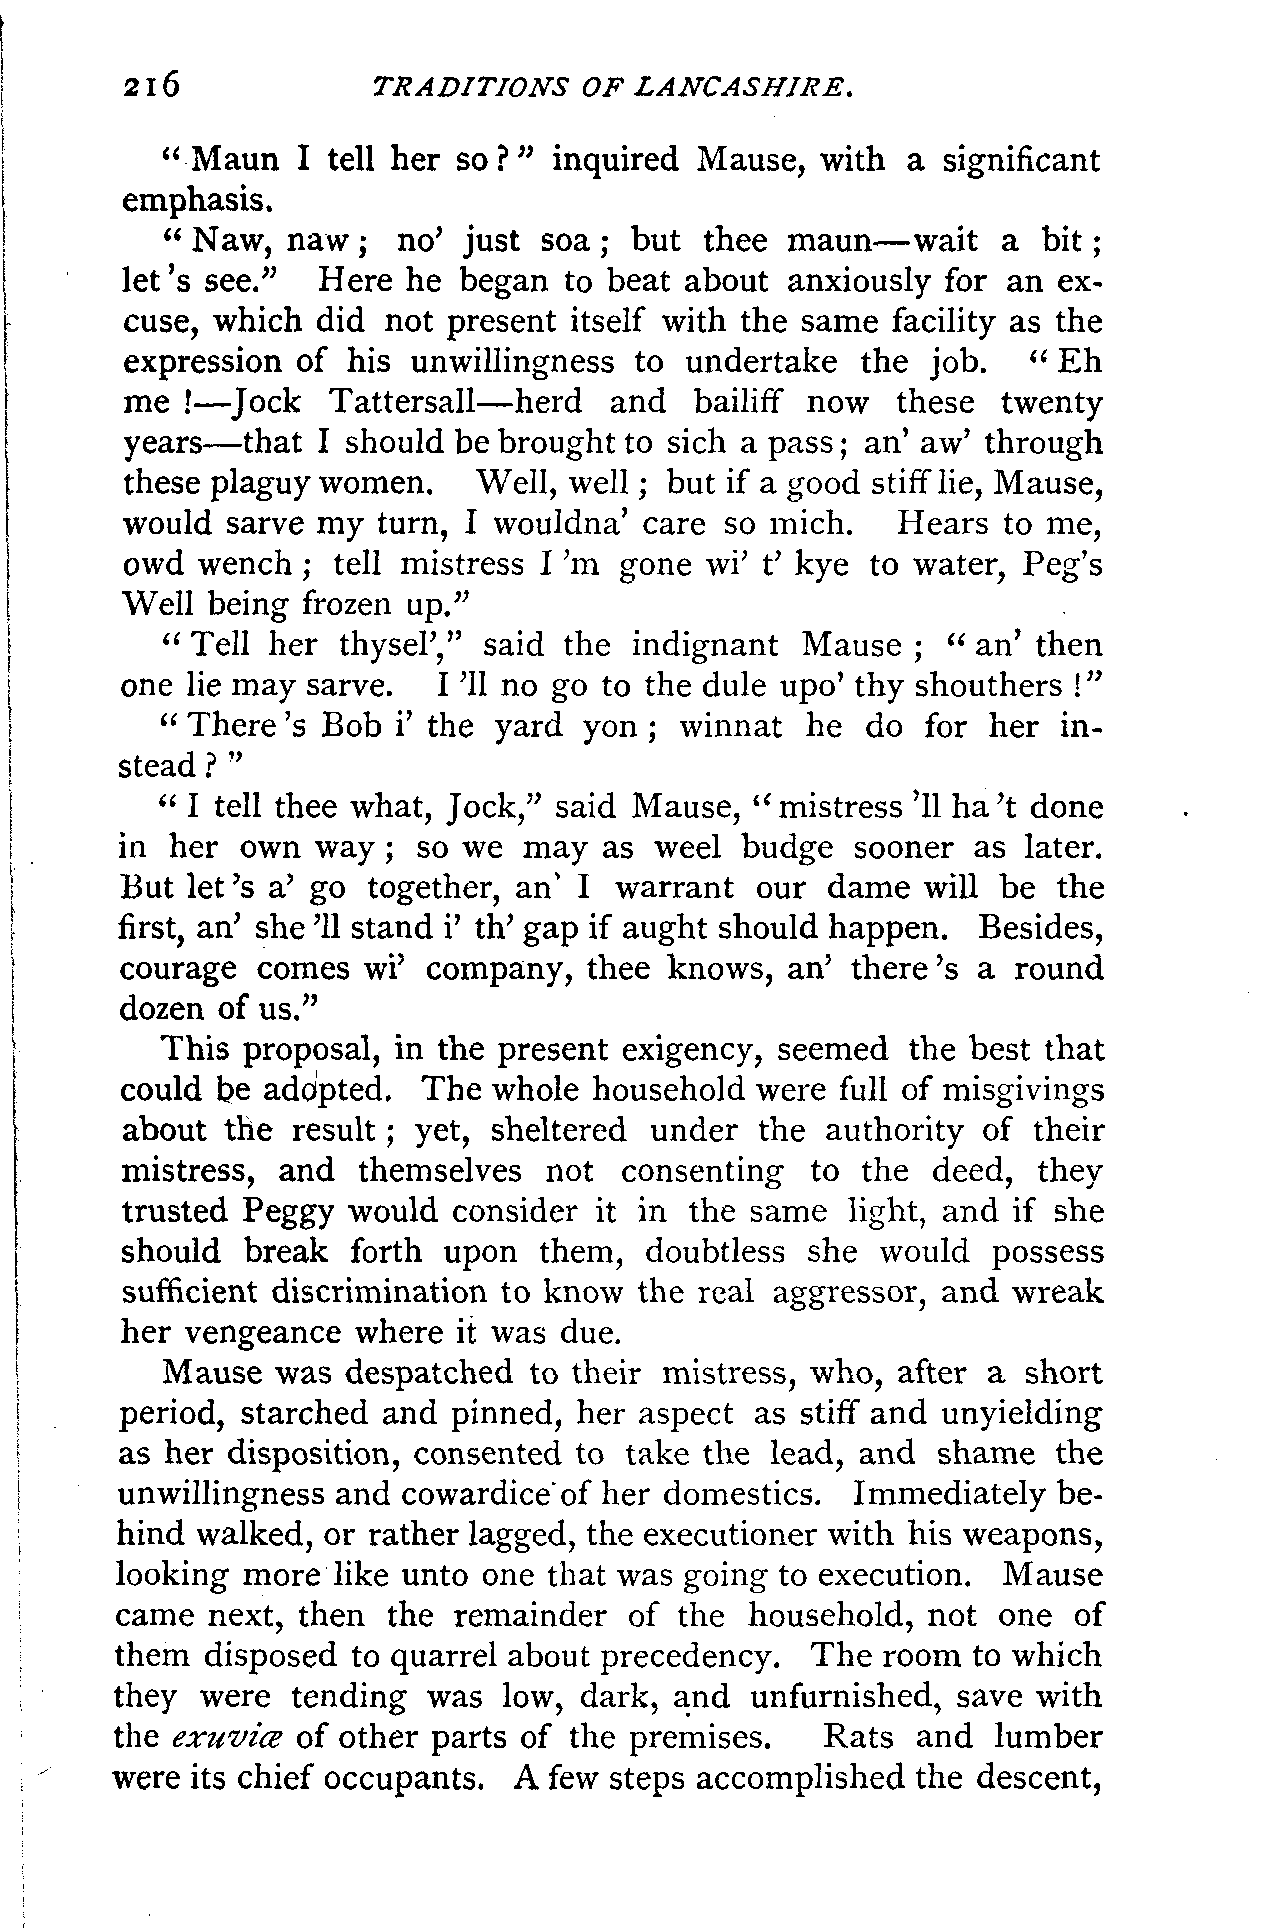 216 TRADITIONS OF LANCASHIRE.
“ Maun I tell her so ? ” inquired Mause, with a significant
emphasis.
“ Naw, naw ; no’ just soa ; but thee maun—wait a bit ;
let ’s see.” Here he began to beat about anxiously for an ex-
cuse, which did not present itself with the same facility as the
expression of his unwillingness to undertake the job. “ Eh
me !—Jock Tattersall—herd and bailiff now these twenty
years—that I should be brought to sich a pass ; an’ aw’ through
these plaguy women. Well, well ; but if a good stiff lie, Mause,
would sarve my turn, I wouldna’ care so mich. Hears to me,
owd wench ; tell mistress I ’m gone wi’ t’ kye to water, Peg’s
Well being frozen up.”
“ Tell her thysel’,” said the indignant Mause ; “ an’ then
one lie may sarve. I ’ll no go to the dule upo’ thy shouthers !”
“ There ’s Bob i’ the yard yon ; winnat he do for her in-
stead ? ”
“ I tell thee what, Jock,” said Mause, “ mistress ’ll ha ’t done
in her own way ; so we may as weel budge sooner as later.
But let ’s a’ go together, an’ I warrant our dame will be the
first, an’ she ’ll stand i’ th’ gap if aught should happen. Besides,
courage comes wi’ company, thee knows, an’ there ’s a round
dozen of us.”
This proposal, in the present exigency, seemed the best that
could be adopted. The whole household were full of misgivings
about the result ; yet, sheltered under the authority of their
mistress, and themselves not consenting to the deed, they
trusted Peggy would consider it in the same light, and if she
should break forth upon them, doubtless she would possess
sufficient discrimination to know the real aggressor, and wreak
her vengeance where it was due.
Mause was despatched to their mistress, who, after a short
period, starched and pinned, her aspect as stiff and unyielding
as her disposition, consented to take the lead, and shame the
unwillingness and cowardice of her domestics. Immediately be-
hind walked, or rather lagged, the executioner with his weapons,
looking more like unto one that was going to execution. Mause
came next, then the remainder of the household, not one of
them disposed to quarrel about precedency. The room to which
they were tending was low, dark, and unfurnished, save with
the exuviæ of other parts of the premises. Rats and lumber
were its chief occupants. A few steps accomplished the descent,